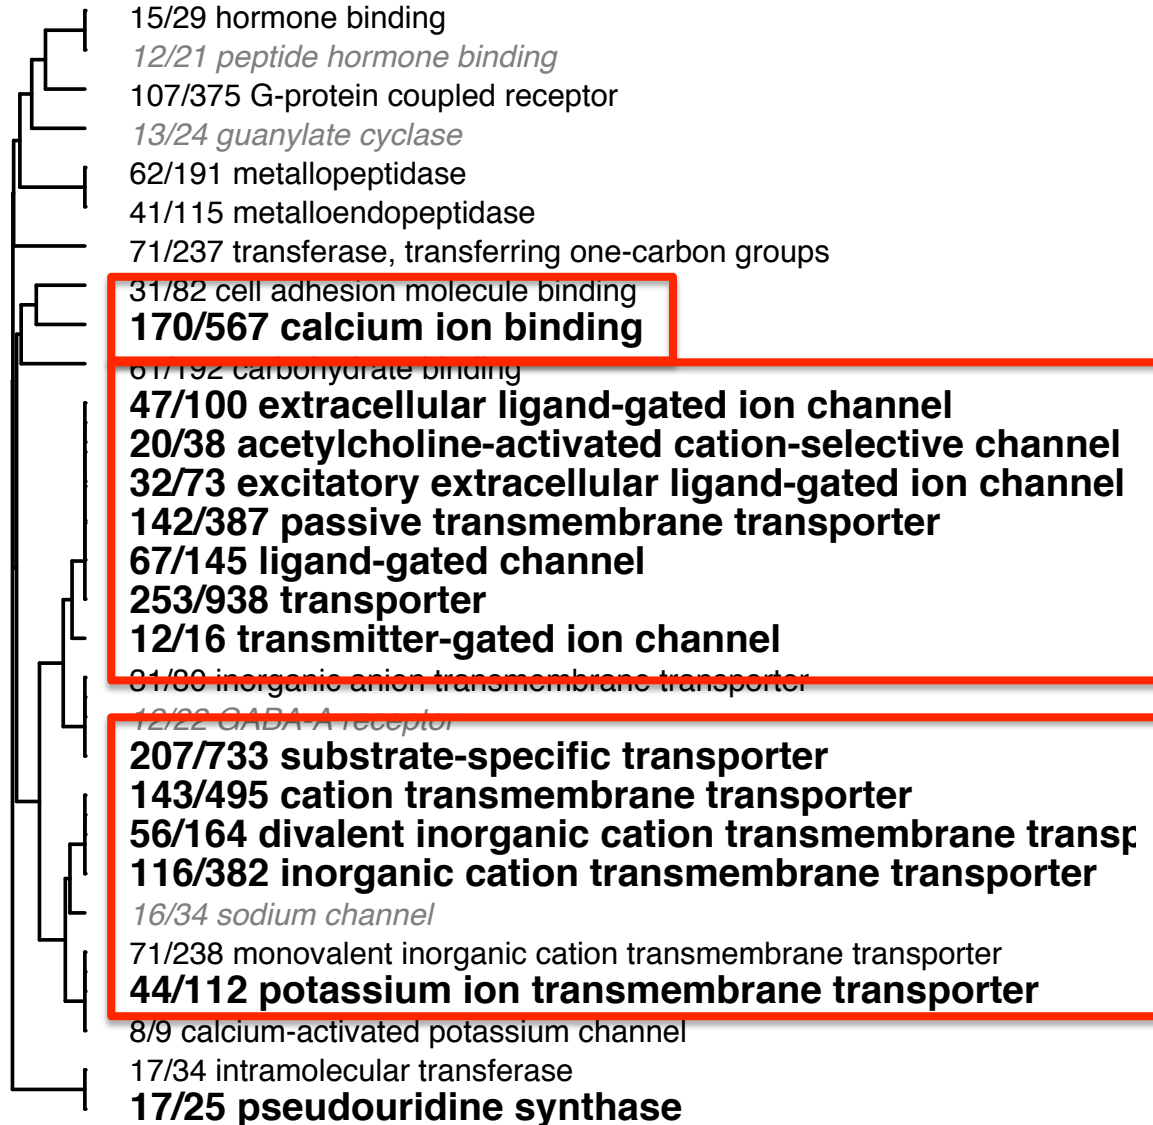 15/29 hormone binding
12/21 peptide hormone binding
107/375 G-protein coupled receptor
13/24 guanylate cyclase
62/191 metallopeptidase
41/115 metalloendopeptidase
71/237 transferase, transferring one-carbon groups
31/82 cell adhesion molecule binding
170/567 calcium ion binding
61/192 carbohydrate binding
47/100 extracellular ligand-gated ion channel
20/38 acetylcholine-activated cation-selective channel
32/73 excitatory extracellular ligand-gated ion channel
142/387 passive transmembrane transporter
67/145 ligand-gated channel
253/938 transporter
12/16 transmitter-gated ion channel
inorganic anion transmembrane transporter
12/22 GABA-A receptor
207/733 substrate-specific transporter
143/495 cation transmembrane transporter
56/164 divalent inorganic cation transmembrane transp
116/382 inorganic cation transmembrane transporter
16/34 sodium channel
71/238 monovalent inorganic cation transmembrane transporter
44/112 potassium ion transmembrane transporter
8/9 calcium-activated potassium channel
17/34 intramolecular transferase
17/25 pseudouridine synthase